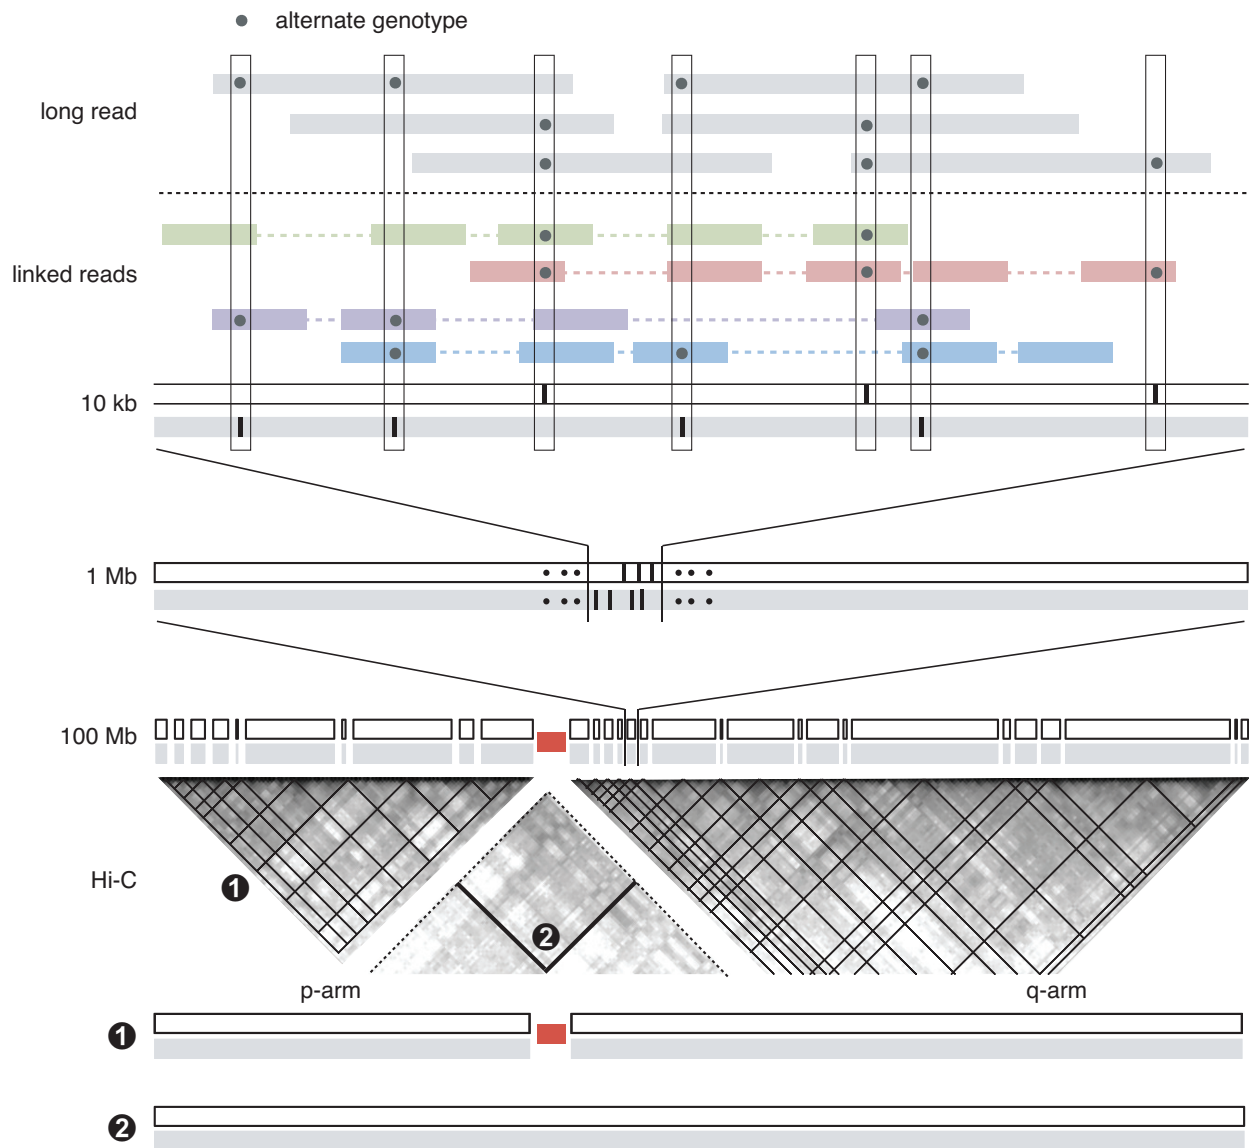 alternate genotype
long read
linked reads
10 kb
1 Mb
100 Mb
Hi-C
1
2
p-arm
q-arm
1
2